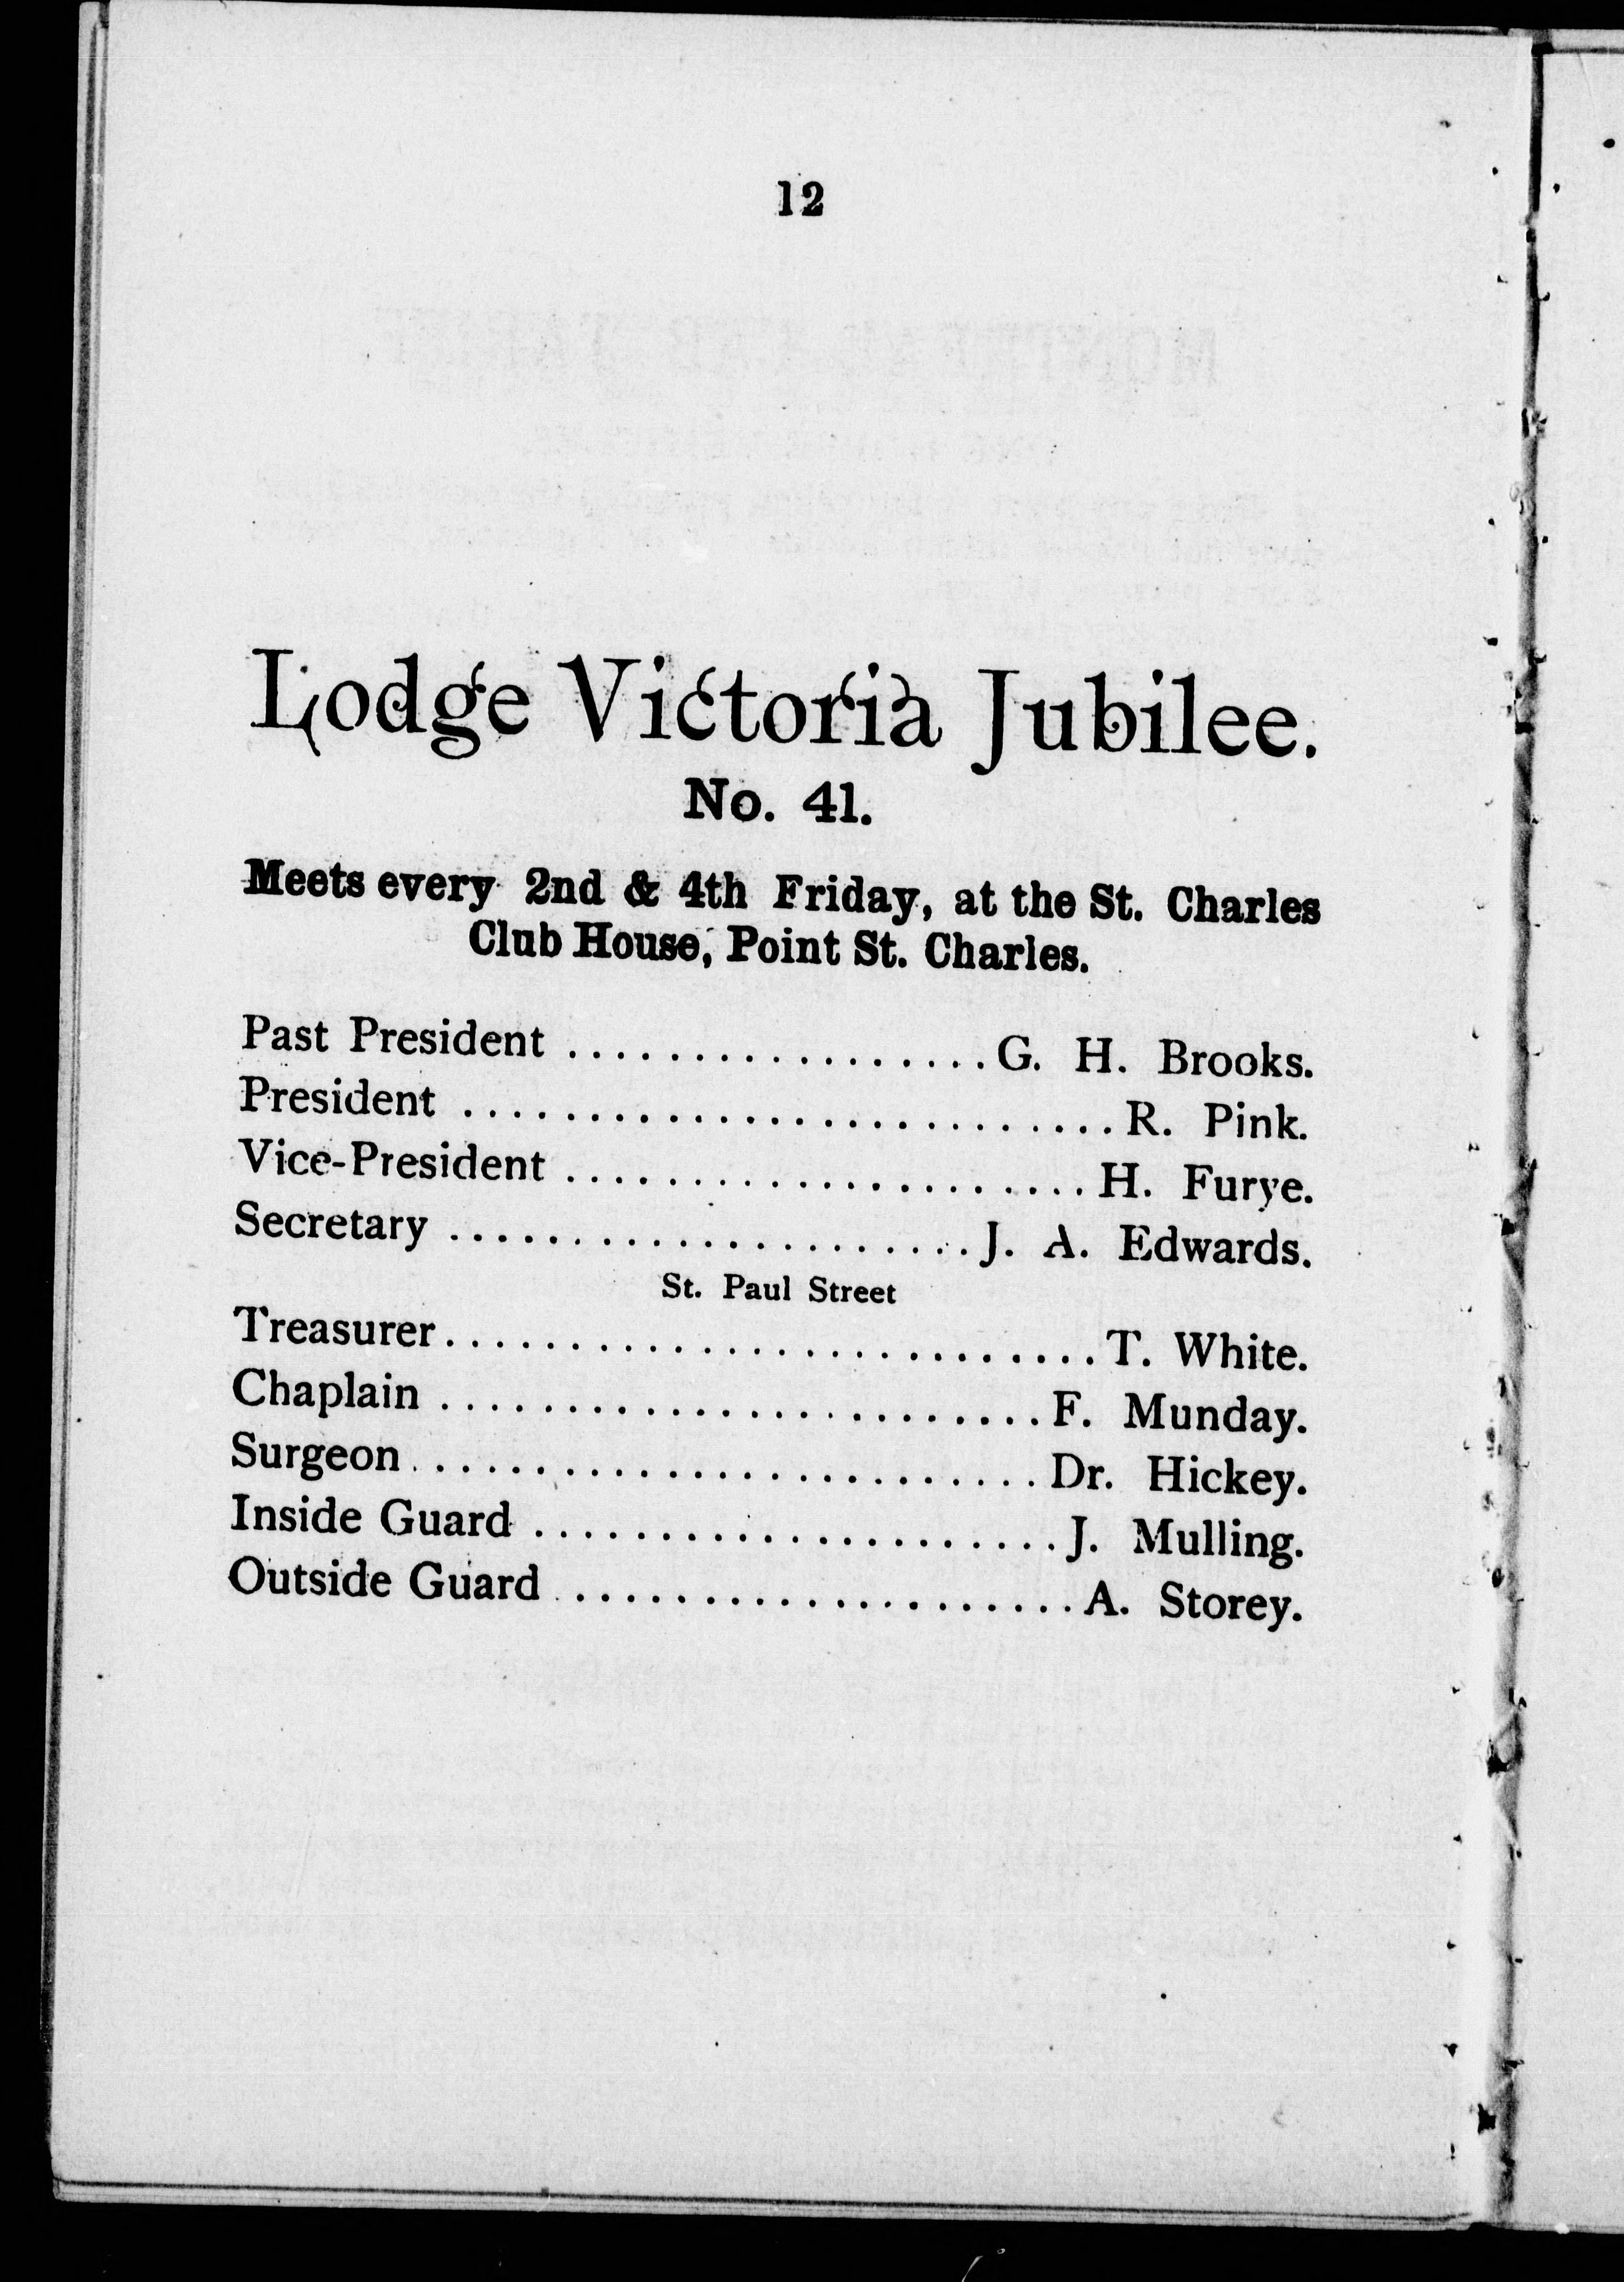 12
Lodge Victoria Jubilee.
No. 41.
Meets every 2nd & 4th Friday, at the St. Charles
Club House, Point St. Charles.
Past President .................G. H. Brooks.
President ..........................R. Pink.
Vice-President .....................H. Furye.
Secretary .....................J. A. Edwards.
St. Paul Street
Treasurer..........................T. White.
Chaplain ........................F. Munday.
Surgeon.........................Dr. Hickey.
Inside Guard .....................J. Mulling.
Outside Guard ....................A. Storey.